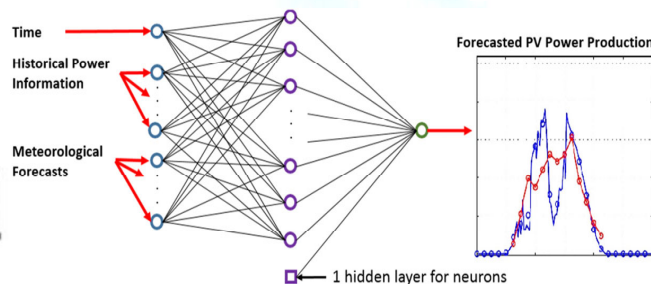 Time
Historical Power
Information
Meteorological
Forecasts
Forecasted PV Power Production
1 hidden layer for neurons